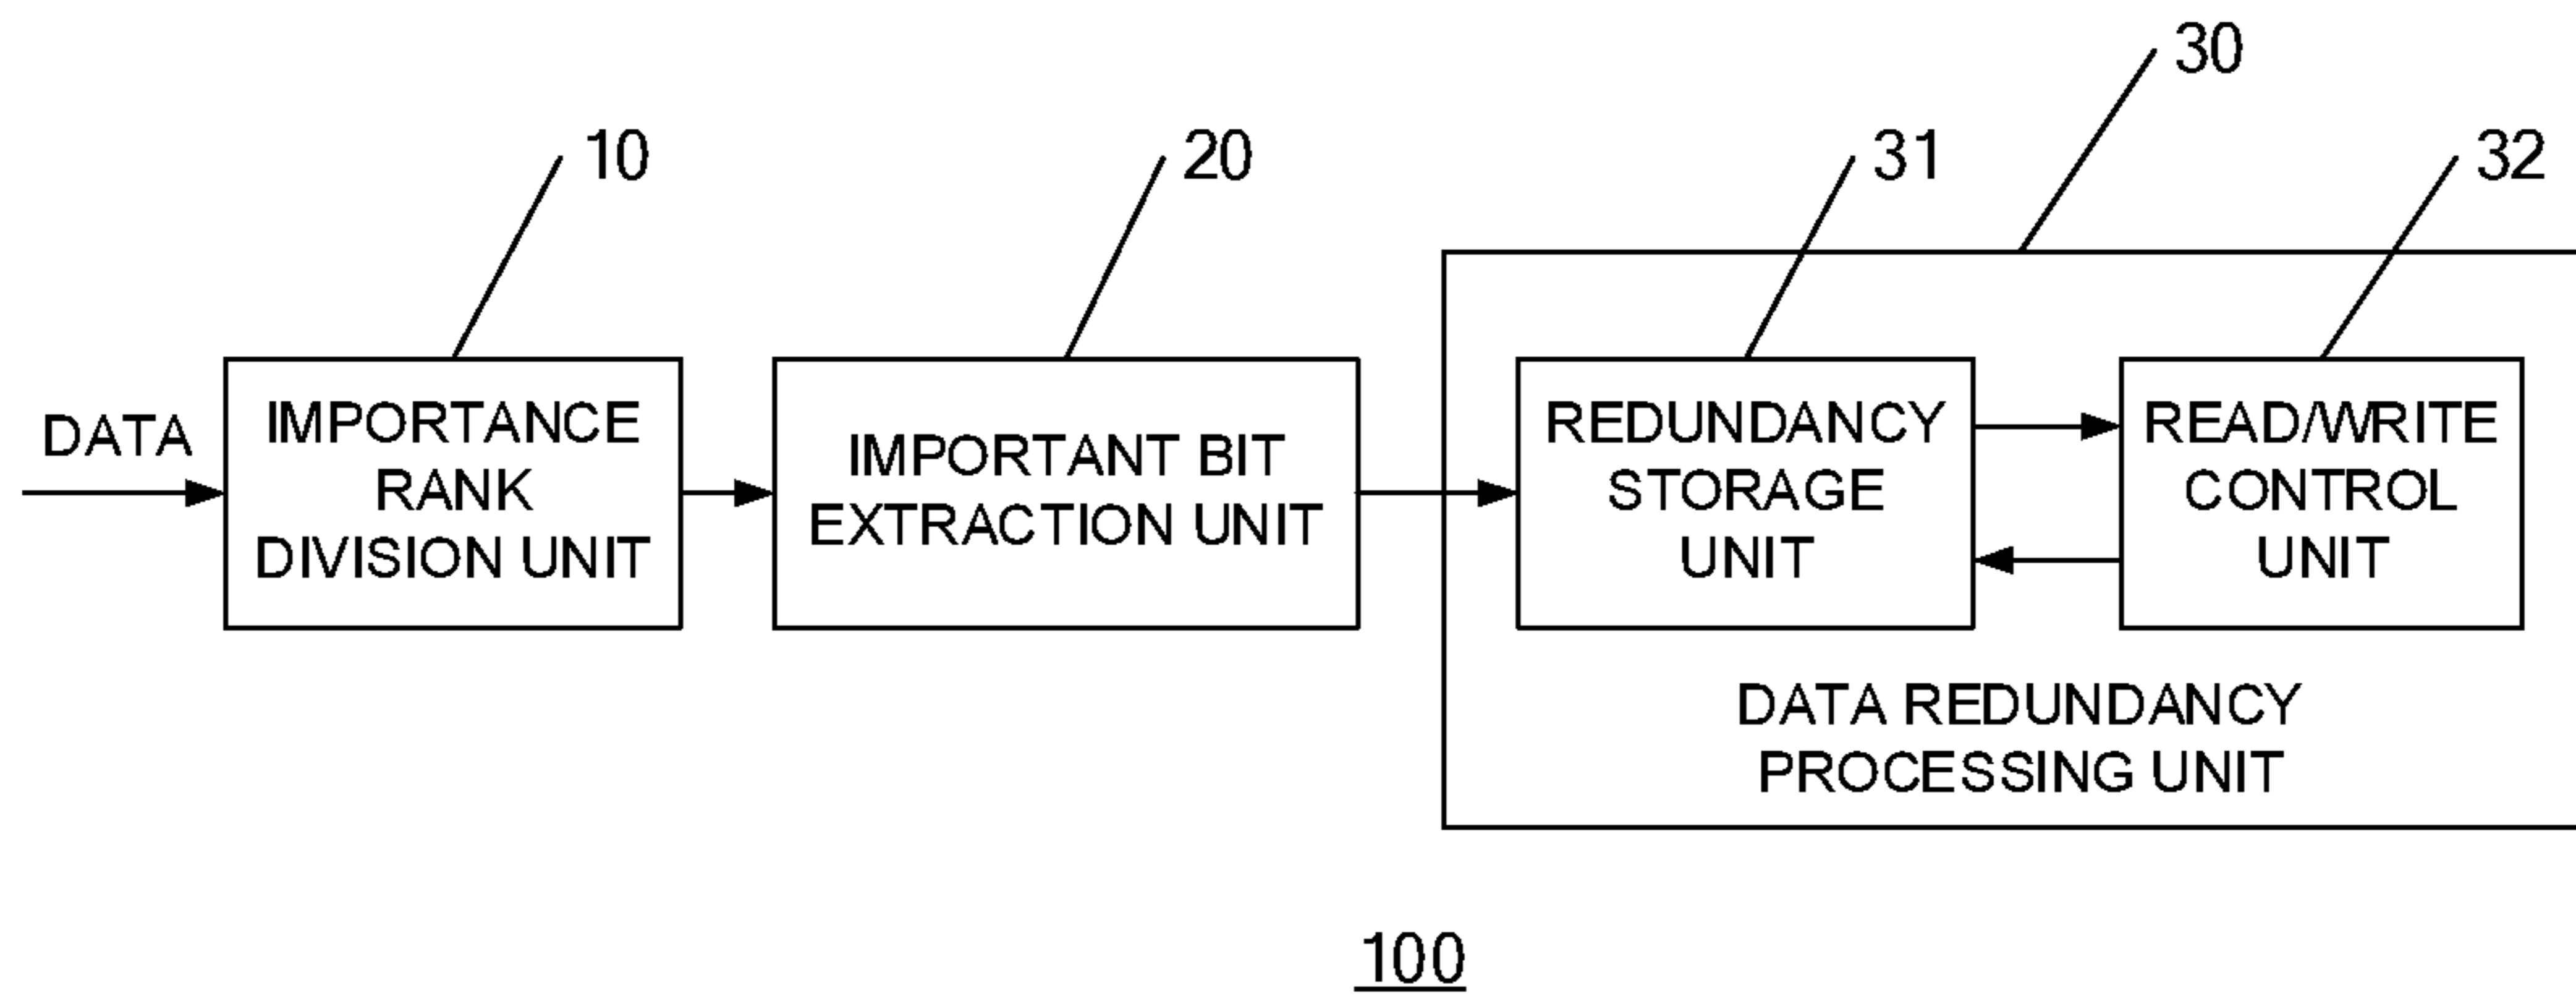 30
10
20
31
32
DATA
IMPORTANCE
RANK
DIVISION UNIT
IMPORTANT BIT
EXTRACTION UNIT
REDUNDANCY
STORAGE
UNIT
READ/WRITE
CONTROL
UNIT
DATA REDUNDANCY
PROCESSING UNIT
100